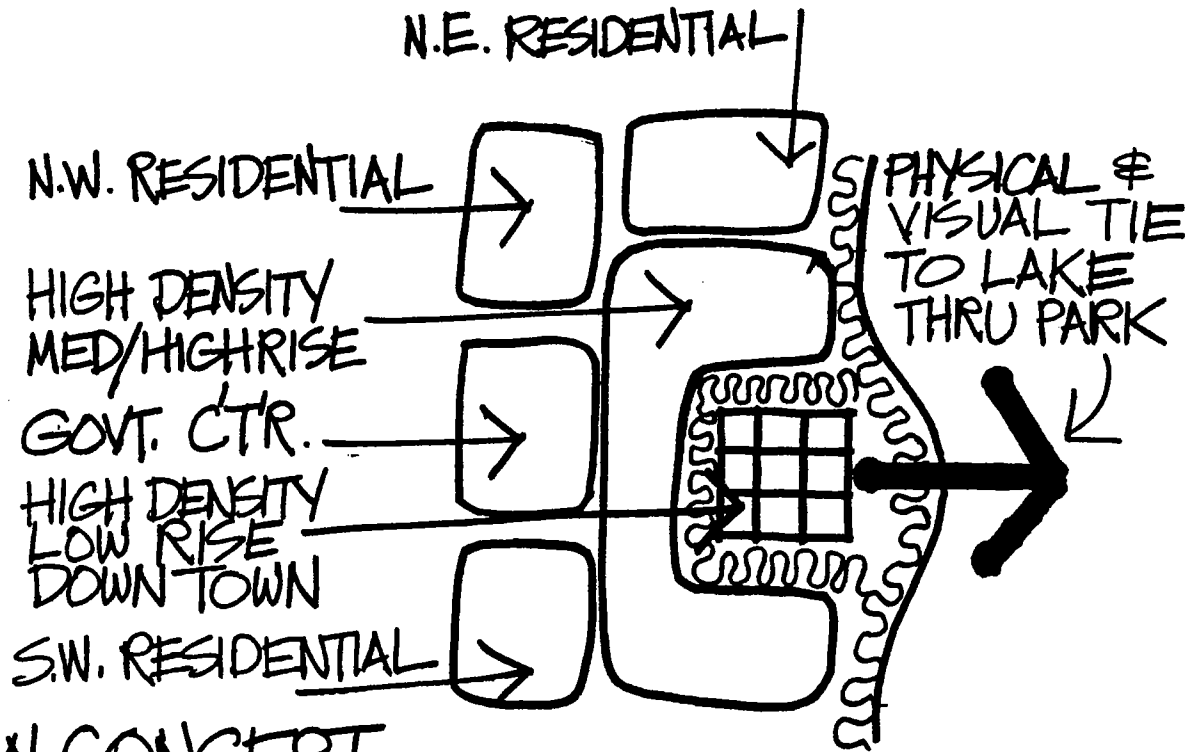 N.E. RESIDENTIAL
N.W. RESIDENTIAL
PHYSICAL &
VISUAL TIE
TO LAKE
THRU PARK
HIGH DENSITY
MED/HIGHRISE
GOVT. C'T'R.
HIGH DENSITY
LOW RISE
DOWN TOWN
S.W. RESIDENTIAL
CONCEPT